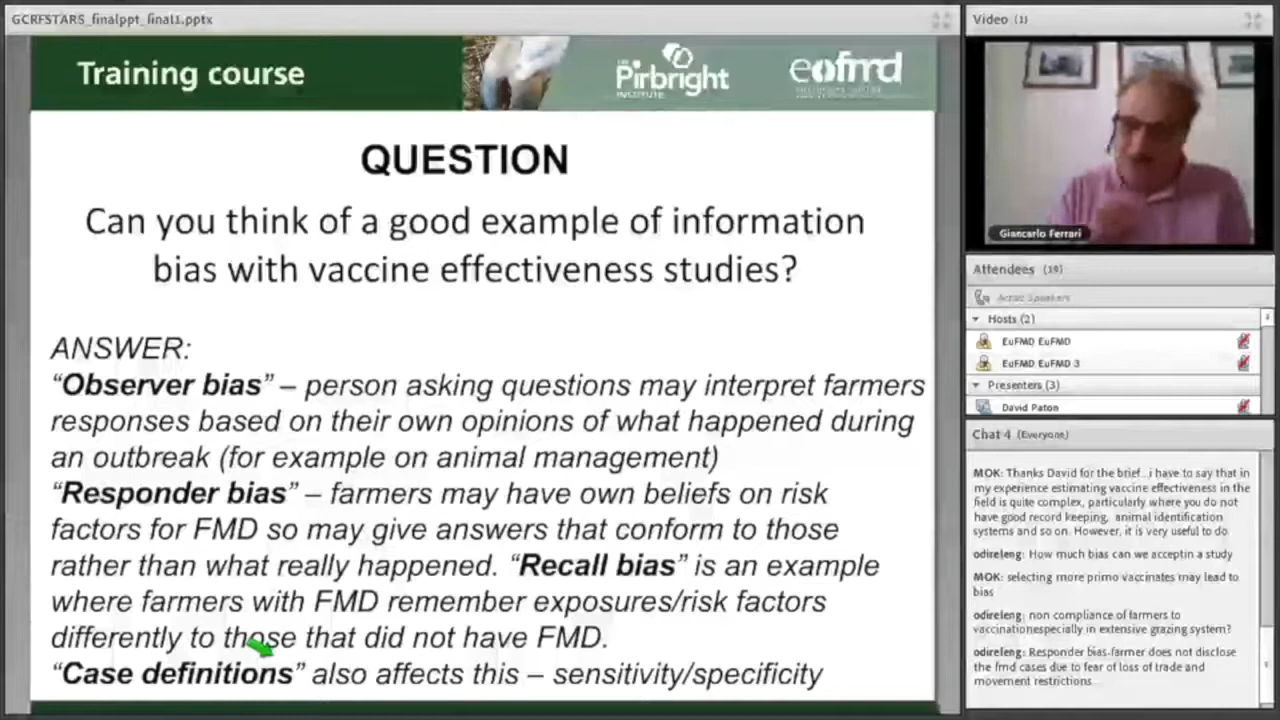 GCRFSTARS_finalppt_final1.pptx
Training course
THE
Pirbright
INSTITUTE
eofmd
QUESTION
Can you think of a good example of information
bias with vaccine effectiveness studies?
ANSWER:
“Observer bias” – person asking questions may interpret farmers
responses based on their own opinions of what happened during
an outbreak (for example on animal management)
“Responder bias” – farmers may have own beliefs on risk
factors for FMD so may give answers that conform to those
rather than what really happened. “Recall bias” is an example
where farmers with FMD remember exposures/risk factors
differently to those that did not have FMD.
“Case definitions” also affects this – sensitivity/specificity
Video (1)
Giancarlo Ferrari
Attendees (19)
Active Speakers
Hosts (2)
EuFMD EuFMD
EuFMD EuFMD 3
Presenters (3)
David Paton
Chat 4 (Everyone)
MOK: Thanks David for the brief...i have to say that in
my experience estimating vaccine effectiveness in the
field is quite complex, particularly where you do not
have good record keeping, animal identification
systems and so on. However, it is very useful to do.
odireleng: How much bias can we acceptin a study
MOK: selecting more primo vaccinates may lead to
bias
odireleng: non compliance of farmers to
vaccinationespecially in extensive grazing system?
odireleng: Responder bias-farmer does not disclose
the fmd cases due to fear of loss of trade and
movement restrictions...